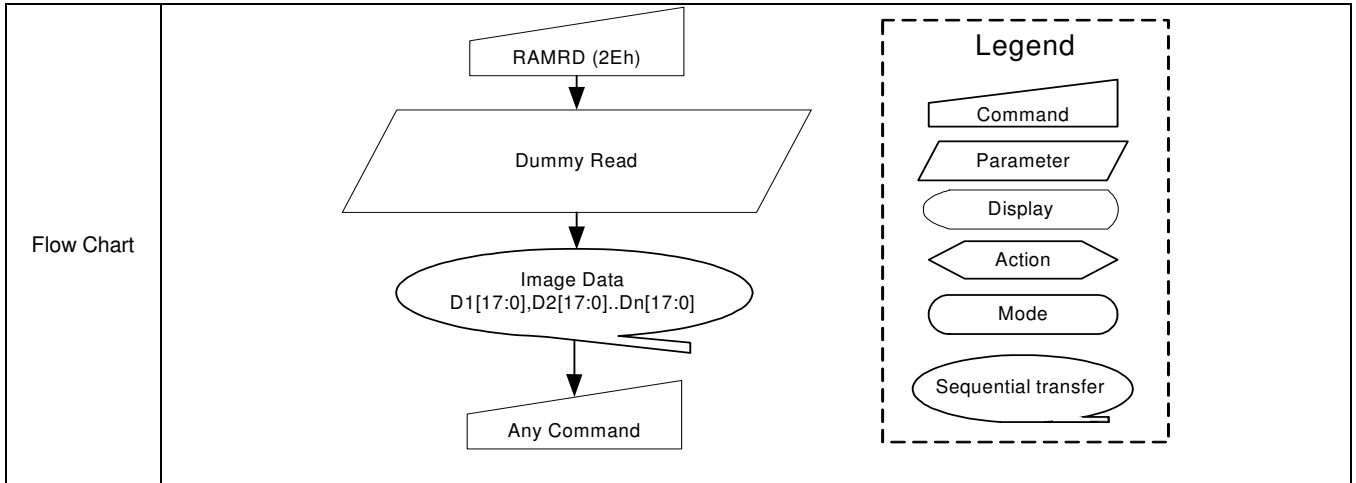 Flow Chart
RAMRD (2Eh)
Dummy Read
Image Data
D1[17:0],D2[17:0]..Dn[17:0]
Any Command
Legend
Command
Parameter
Display
Action
Mode
Sequential transfer